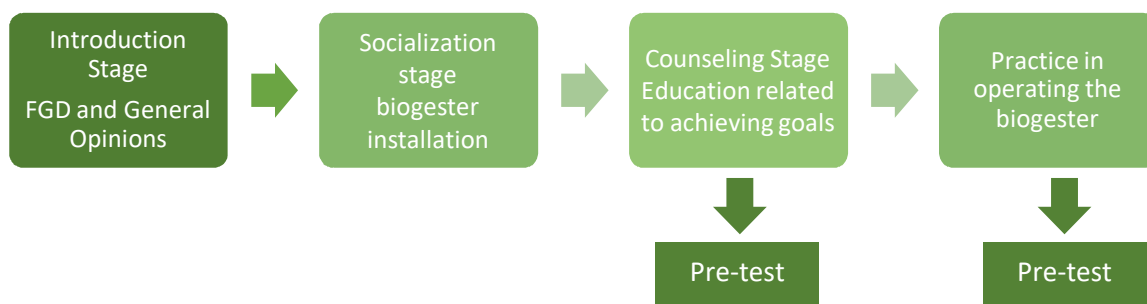 Introduction
Stage
FGD and General
Opinions
Socialization
stage
biogester
installation
Counseling Stage
Education related
to achieving goals
Practice in
operating the
biogester
Pre-test
Pre-test